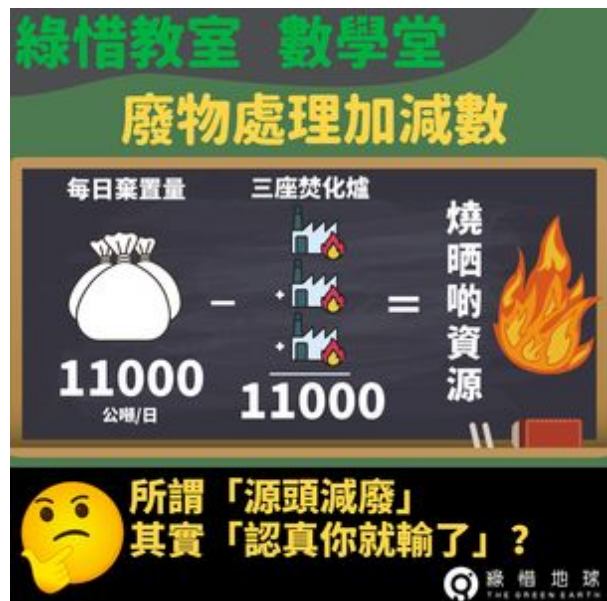 綠惜教室 數學堂
廢物處理加減數
每日棄置量
三座焚化爐
+
+
11000
公噸/日
−
11000
=
燒晒啲資源
所謂「源頭減廢」
其實「認真你就輸了」？
綠惜地球
THE GREEN EARTH